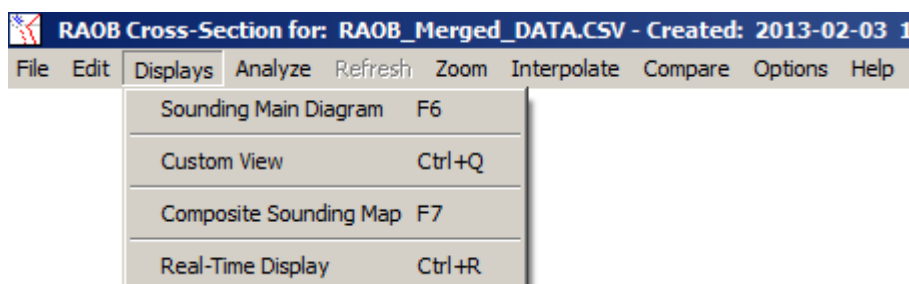 RAOB Cross-Section for: RAOB_Merged_DATA.CSV - Created: 2013-02-03 1
File Edit Displays Analyze Refresh Zoom Interpolate Compare Options Help
Sounding Main Diagram F6
Custom View Ctrl+Q
Composite Sounding Map F7
Real-Time Display Ctrl+R